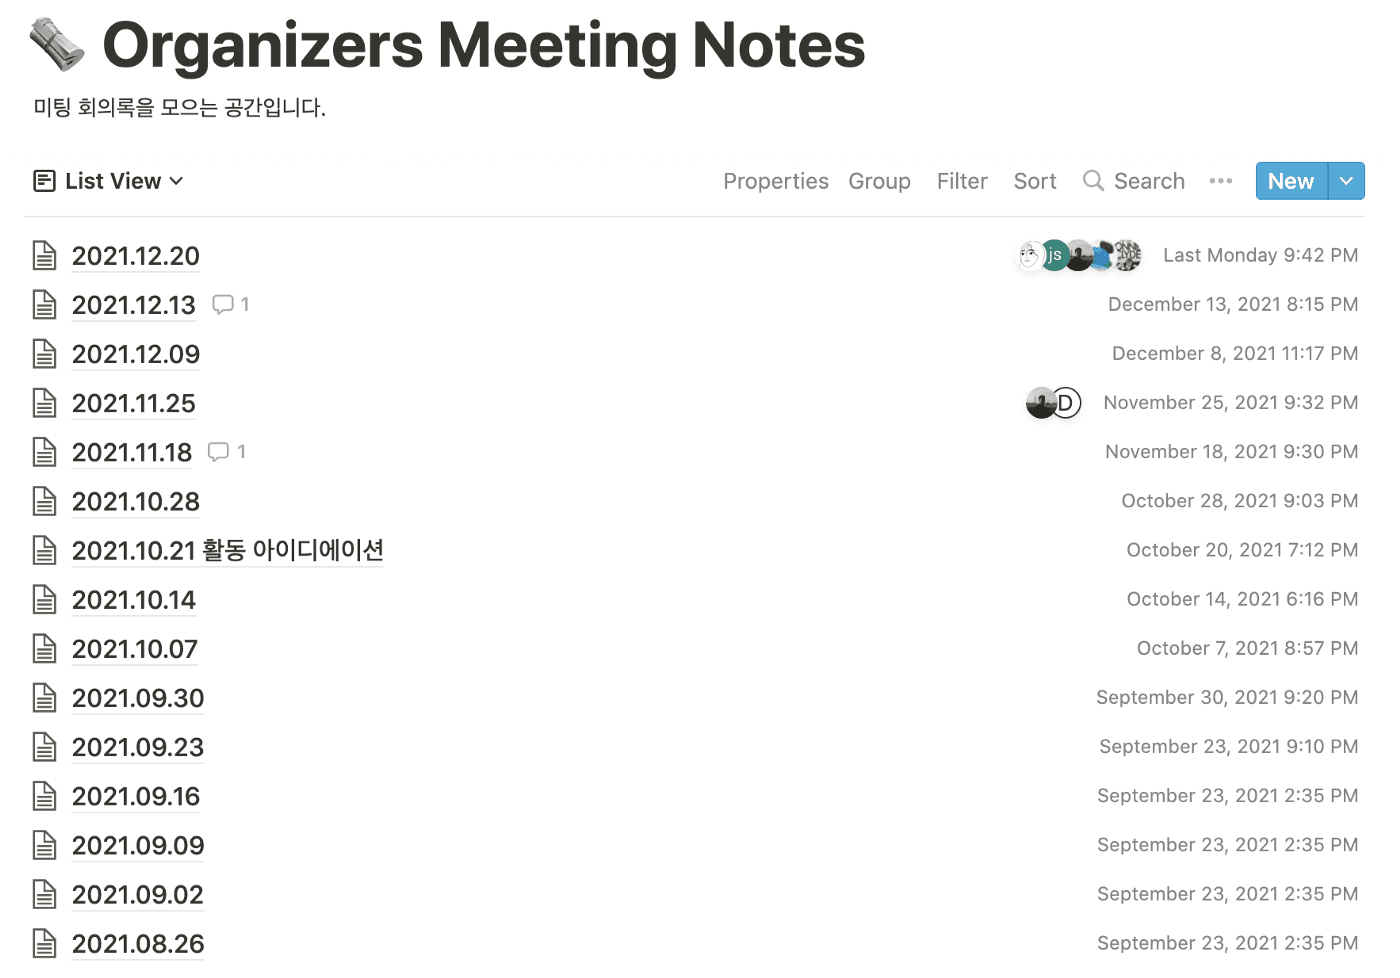 Organizers Meeting Notes
미팅 회의록을 모으는 공간입니다.
List View Properties Group Filter Sort Search New
2021.12.20 js Last Monday 9:42 PM
2021.12.13 1 December 13, 2021 8:15 PM
2021.12.09 December 8, 2021 11:17 PM
2021.11.25 D November 25, 2021 9:32 PM
2021.11.18 1 November 18, 2021 9:30 PM
2021.10.28 October 28, 2021 9:03 PM
2021.10.21 활동 아이디에이션 October 20, 2021 7:12 PM
2021.10.14 October 14, 2021 6:16 PM
2021.10.07 October 7, 2021 8:57 PM
2021.09.30 September 30, 2021 9:20 PM
2021.09.23 September 23, 2021 9:10 PM
2021.09.16 September 23, 2021 2:35 PM
2021.09.09 September 23, 2021 2:35 PM
2021.09.02 September 23, 2021 2:35 PM
2021.08.26 September 23, 2021 2:35 PM